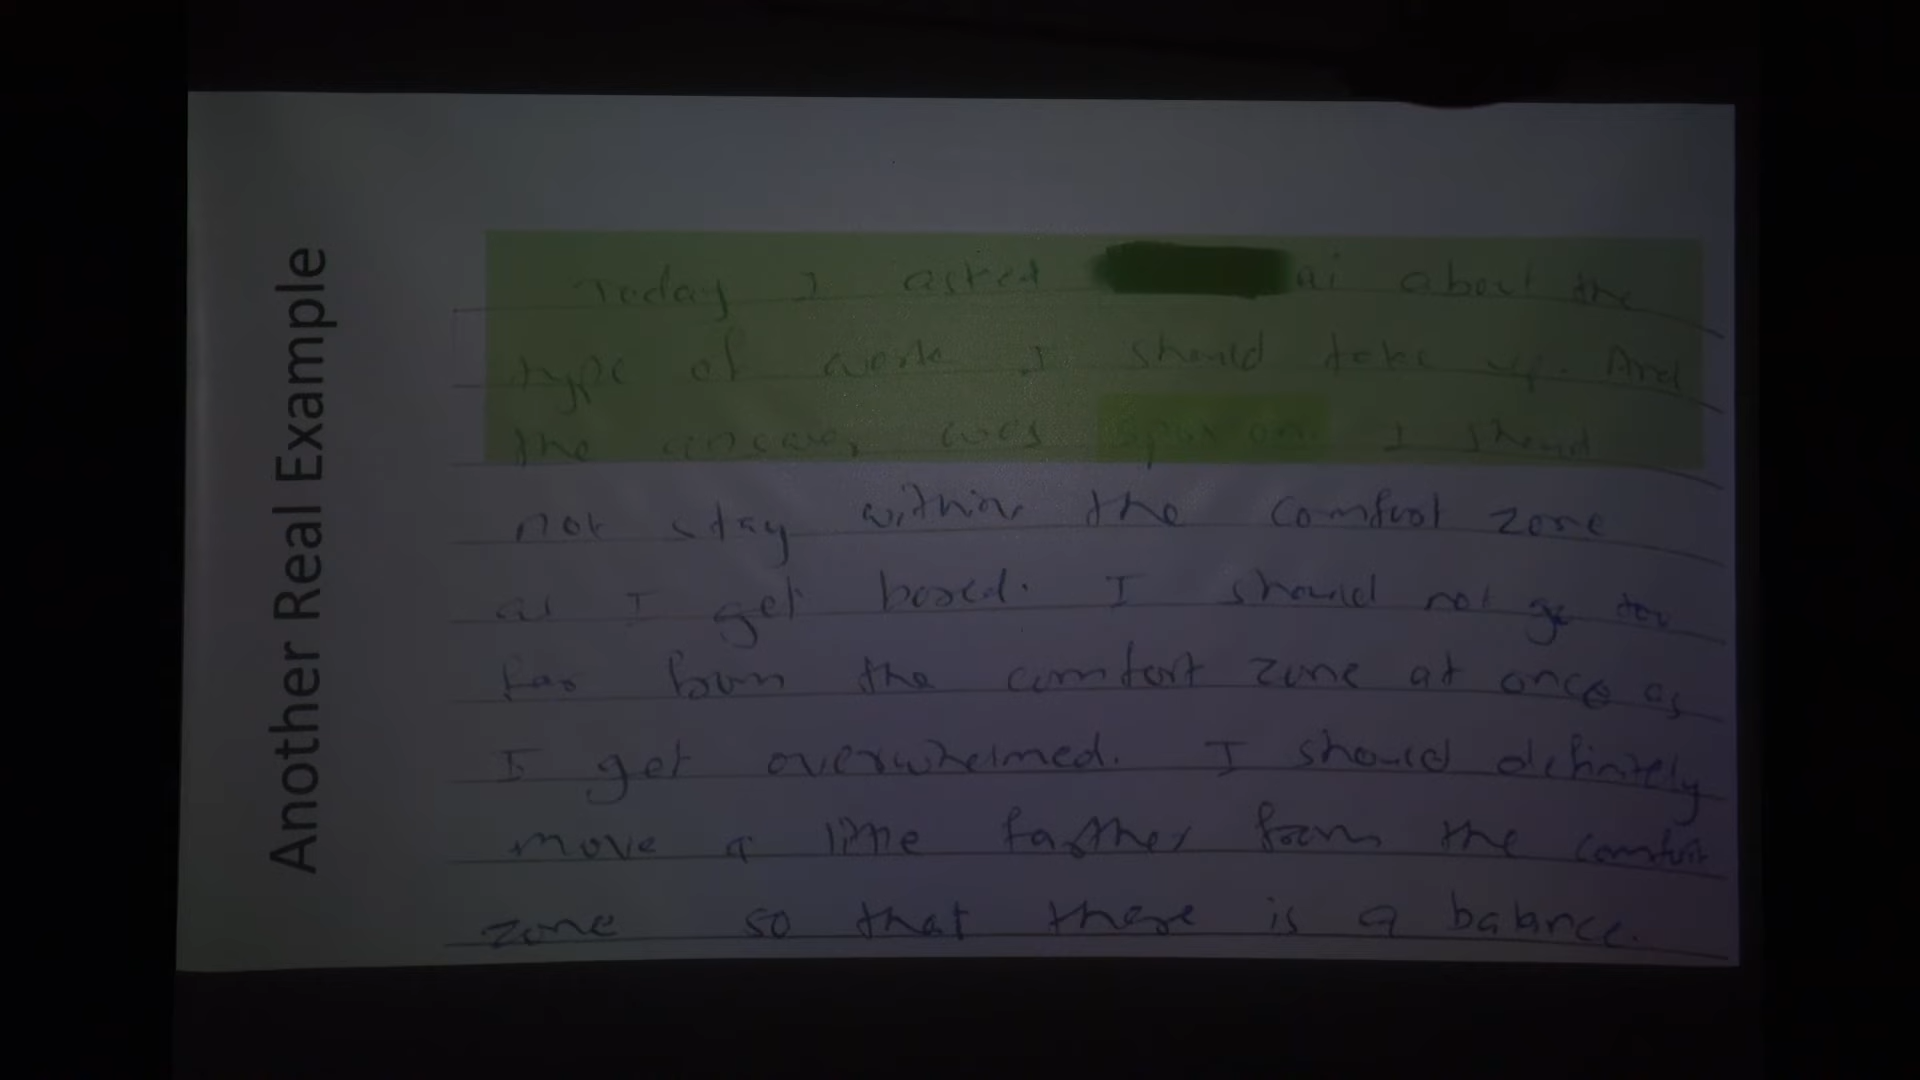 Another Real Example
Today I asked ai about the
type of work I should take up. And
the answer was spot on. I should
not stay within the comfort zone
as I get bored. I should not go too
far from the comfort zone at once as
I get overwhelmed. I should definitely
move a little farther from the comfort
zone so that there is a balance.